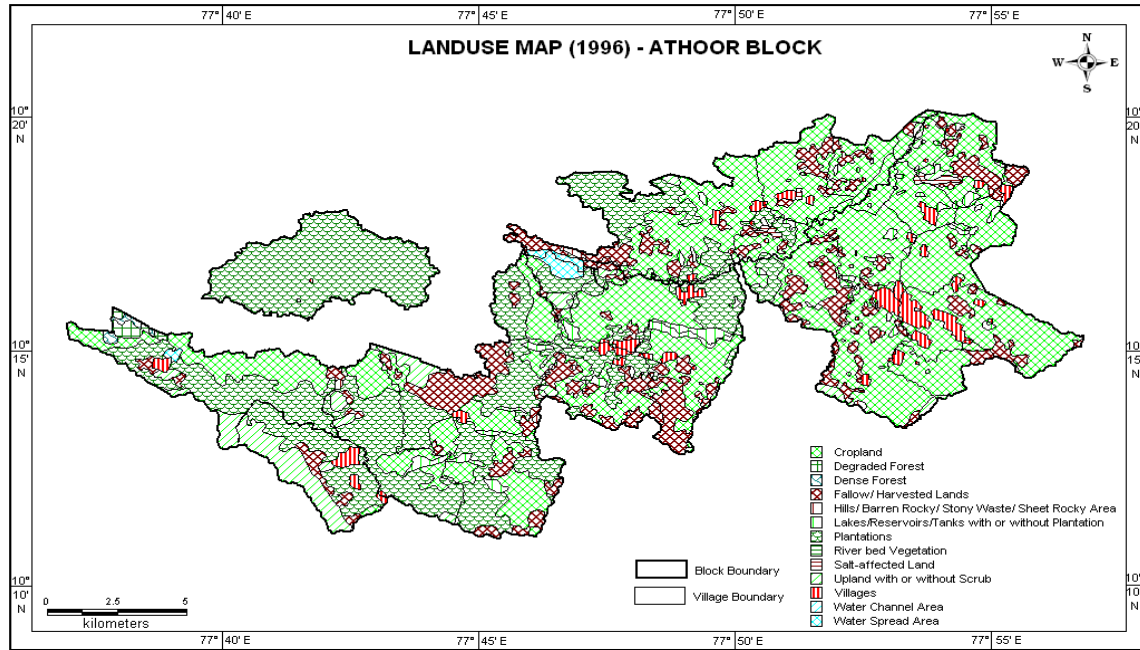 77° 40' E 77° 45' E 77° 50' E 77° 55' E
LANDUSE MAP (1996) - ATHOOR BLOCK
N
W E
S
10°
20'
N
10°
20'
N
10°
15'
N
10°
15'
N
Cropland
Degraded Forest
Dense Forest
Fallow/ Harvested Lands
Hills/ Barren Rocky/ Stony Waste/ Sheet Rocky Area
Lakes/Reservoirs/Tanks with or without Plantation
Plantations
River bed Vegetation
Salt-affected Land
Upland with or without Scrub
Villages
Water Channel Area
Water Spread Area
Block Boundary
Village Boundary
10°
10'
N
10°
10'
N
0 2.5 5
kilometers
77° 40' E 77° 45' E 77° 50' E 77° 55' E